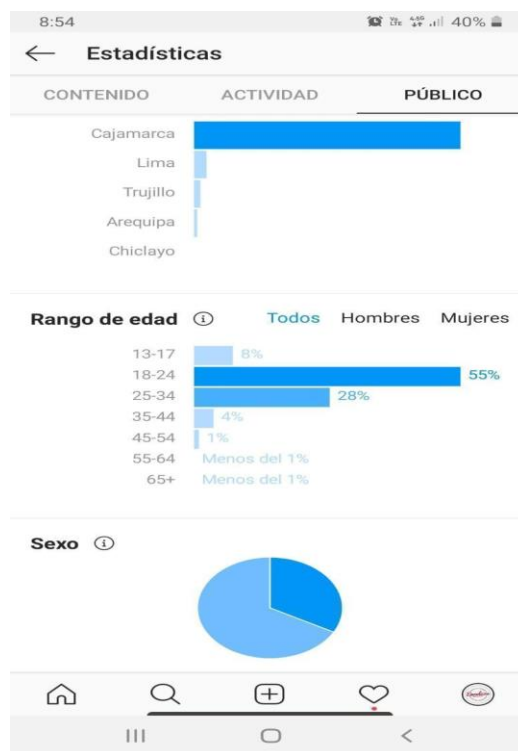 8:54 40%
Estadísticas
CONTENIDO ACTIVIDAD PÚBLICO
Cajamarca
Lima
Trujillo
Arequipa
Chiclayo
Rango de edad Todos Hombres Mujeres
13-17 8%
18-24 55%
25-34 28%
35-44 4%
45-54 1%
55-64 Menos del 1%
65+ Menos del 1%
Sexo